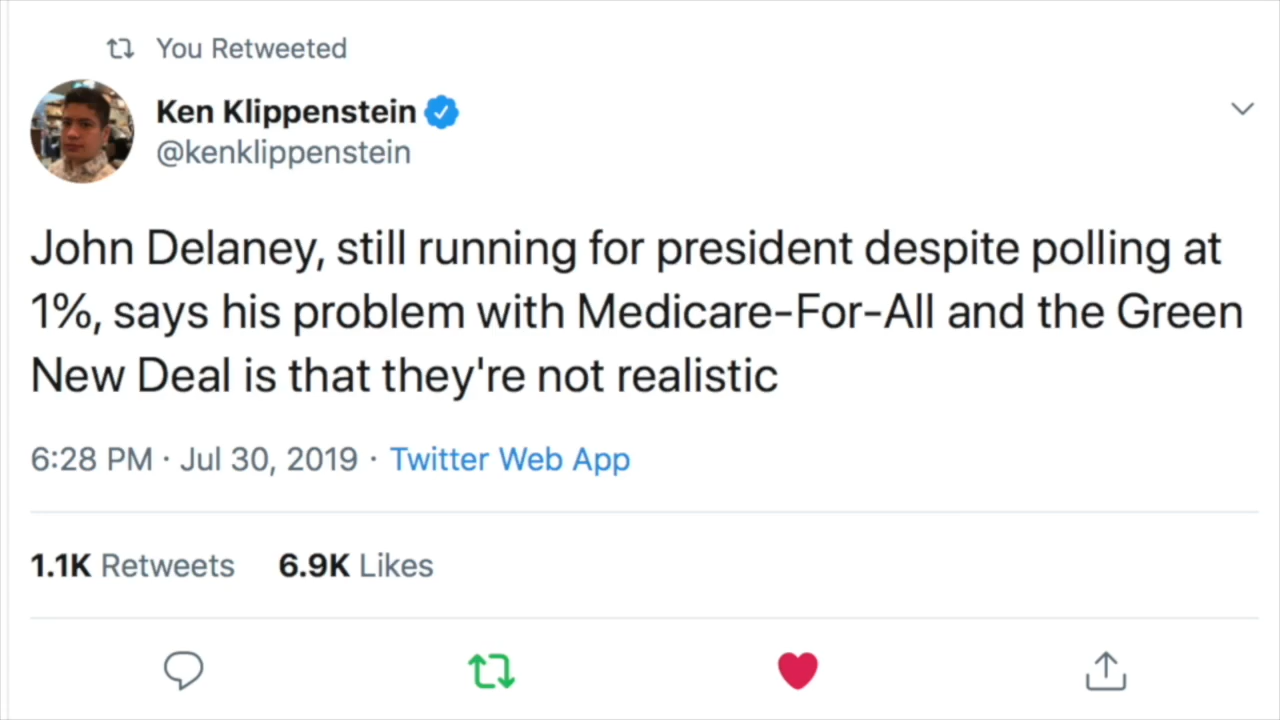 You Retweeted
Ken Klippenstein
@kenklippenstein
John Delaney, still running for president despite polling at
1%, says his problem with Medicare-For-All and the Green
New Deal is that they're not realistic
6:28 PM · Jul 30, 2019 · Twitter Web App
1.1K Retweets 6.9K Likes